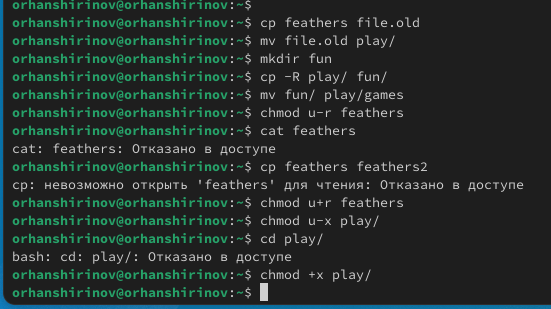 orhanshirinov@orhanshirinov:~$
orhanshirinov@orhanshirinov:~$ cp feathers file.old
orhanshirinov@orhanshirinov:~$ mv file.old play/
orhanshirinov@orhanshirinov:~$ mkdir fun
orhanshirinov@orhanshirinov:~$ cp -R play/ fun/
orhanshirinov@orhanshirinov:~$ mv fun/ play/games
orhanshirinov@orhanshirinov:~$ chmod u-r feathers
orhanshirinov@orhanshirinov:~$ cat feathers
cat: feathers: Отказано в доступе
orhanshirinov@orhanshirinov:~$ cp feathers feathers2
cp: невозможно открыть 'feathers' для чтения: Отказано в доступе
orhanshirinov@orhanshirinov:~$ chmod u+r feathers
orhanshirinov@orhanshirinov:~$ chmod u-x play/
orhanshirinov@orhanshirinov:~$ cd play/
bash: cd: play/: Отказано в доступе
orhanshirinov@orhanshirinov:~$ chmod +x play/
orhanshirinov@orhanshirinov:~$